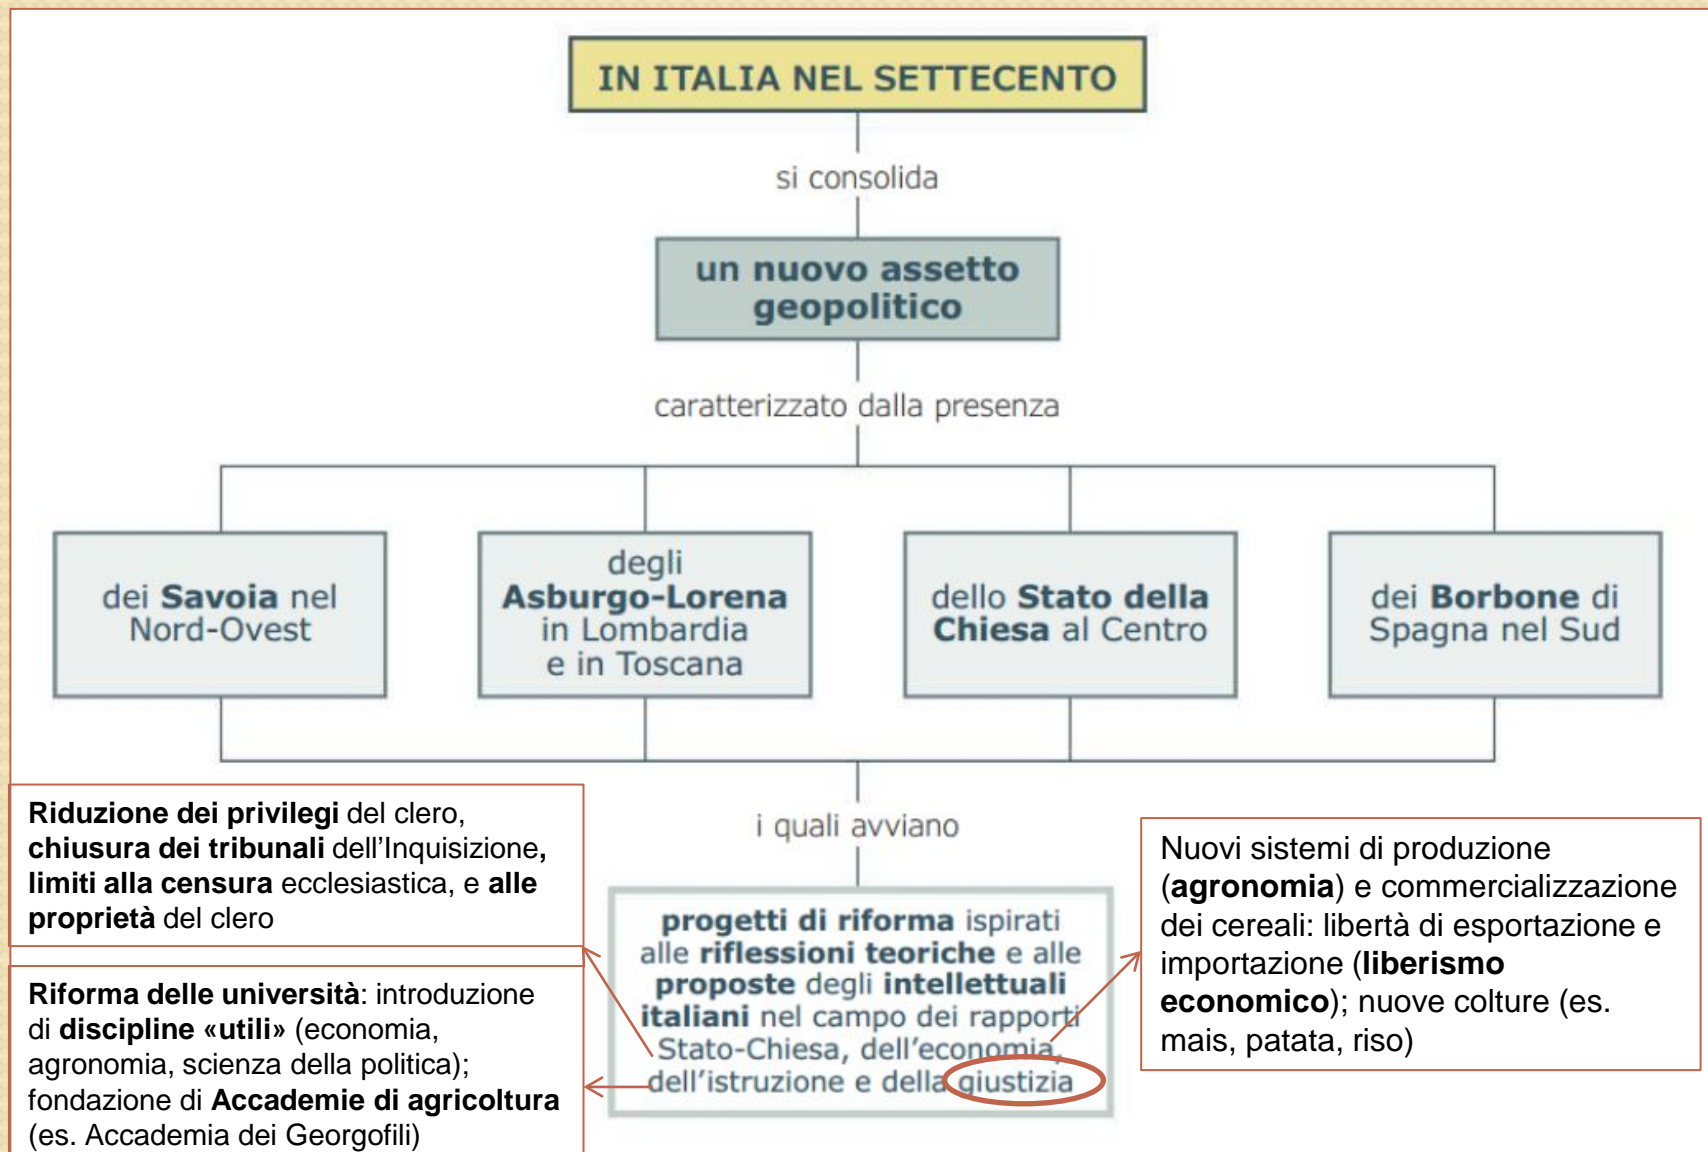 IN ITALIA NEL SETTECENTO
si consolida
un nuovo assetto
geopolitico
caratterizzato dalla presenza
dei Savoia nel
Nord-Ovest
degli
Asburgo-Lorena
in Lombardia
e in Toscana
dello Stato della
Chiesa al Centro
dei Borbone di
Spagna nel Sud
i quali avviano
Riduzione dei privilegi del clero,
chiusura dei tribunali dell’Inquisizione,
limiti alla censura ecclesiastica, e alle
proprietà del clero
Riforma delle università: introduzione
di discipline «utili» (economia,
agronomia, scienza della politica);
fondazione di Accademie di agricoltura
(es. Accademia dei Georgofili)
progetti di riforma ispirati
alle riflessioni teoriche e alle
proposte degli intellettuali
italiani nel campo dei rapporti
Stato-Chiesa, dell’economia,
dell’istruzione e della giustizia
Nuovi sistemi di produzione
(agronomia) e commercializzazione
dei cereali: libertà di esportazione e
importazione (liberismo
economico); nuove colture (es.
mais, patata, riso)